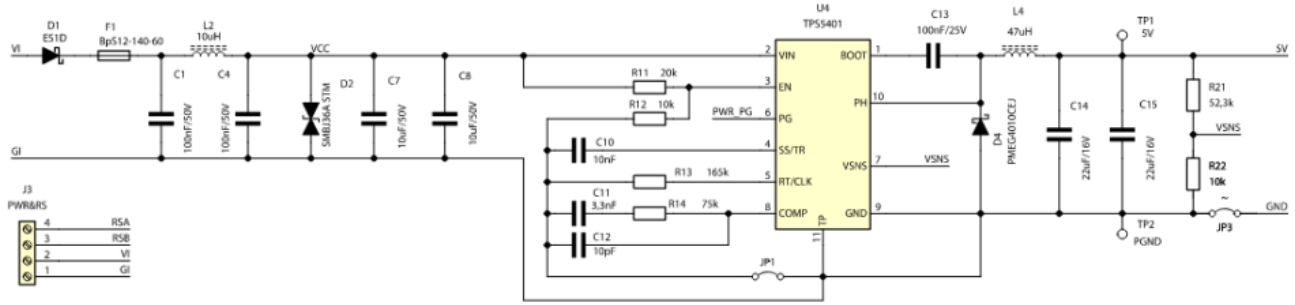 D1
ES1D
F1
BpS12-140-60
L2
10uH
VI
VCC
C1
100nF/50V
C4
100nF/50V
D2
SMBJ36A STM
C7
10uF/50V
C8
10uF/50V
GI
J3
PWR&RS
4 RSA
3 RSB
2 VI
1 GI
U4
TPS5401
2 VIN
3 EN
6 PG
4 SS/TR
5 RT/CLK
8 COMP
11 TP
BOOT 1
PH 10
VSNS 7
GND 9
R11 20k
R12 10k
PWR_PG
C10
10nF
R13 165k
C11
3,3nF
R14 75k
C12
10pF
JP1
C13
100nF/25V
L4
47uH
D4
PMEG4010CEJ
VSNS
TP1
5V
5V
C14
22uF/16V
C15
22uF/16V
R21
52,3k
VSNS
R22
10k
TP2
PGND
~
JP3
GND